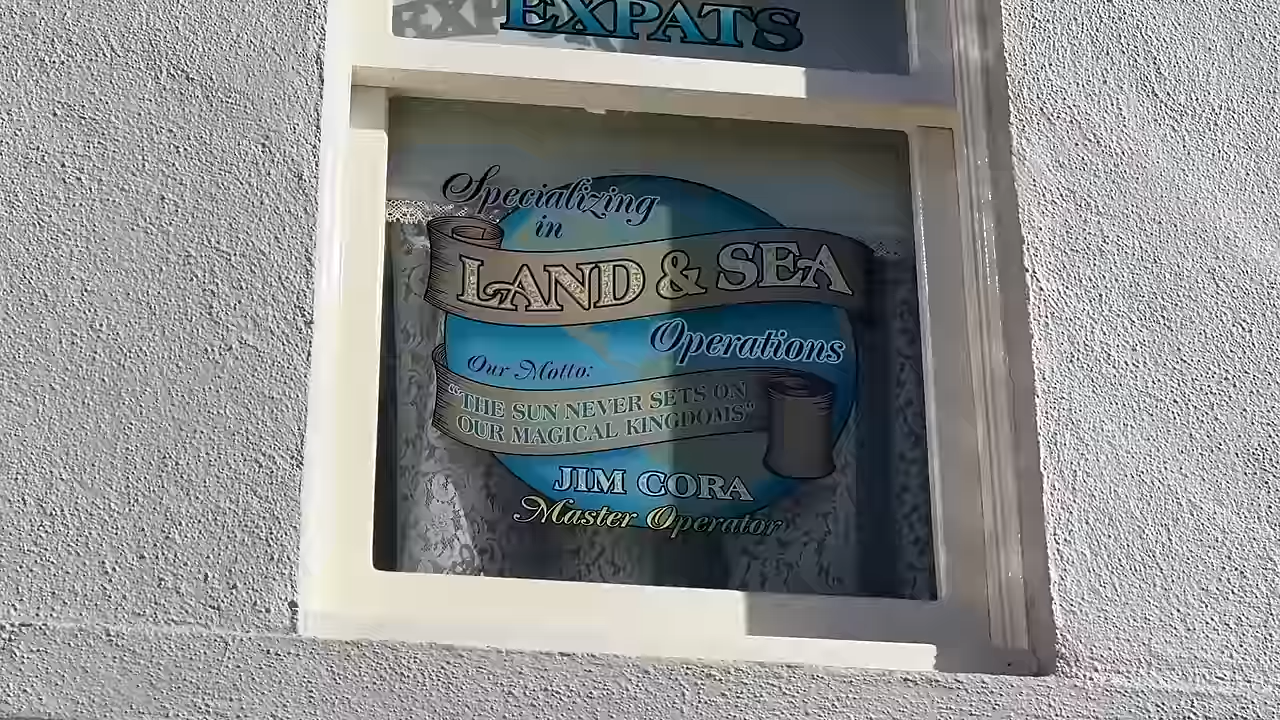 EXPATS
Specializing
in
LAND & SEA
Operations
Our Motto:
"THE SUN NEVER SETS ON
OUR MAGICAL KINGDOMS"
JIM CORA
Master Operator